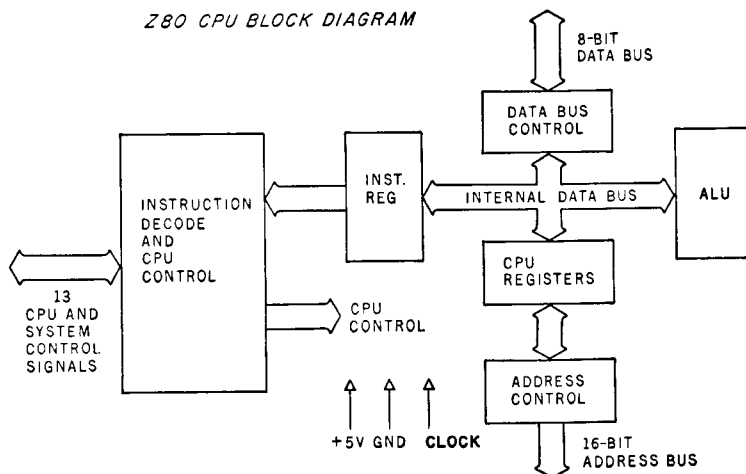 Z80 CPU BLOCK DIAGRAM
8-BIT
DATA BUS
DATA BUS
CONTROL
INST.
REG
INTERNAL DATA BUS
ALU
INSTRUCTION
DECODE
AND
CPU
CONTROL
CPU
REGISTERS
13
CPU AND
SYSTEM
CONTROL
SIGNALS
CPU
CONTROL
ADDRESS
CONTROL
+5V GND CLOCK
16-BIT
ADDRESS BUS